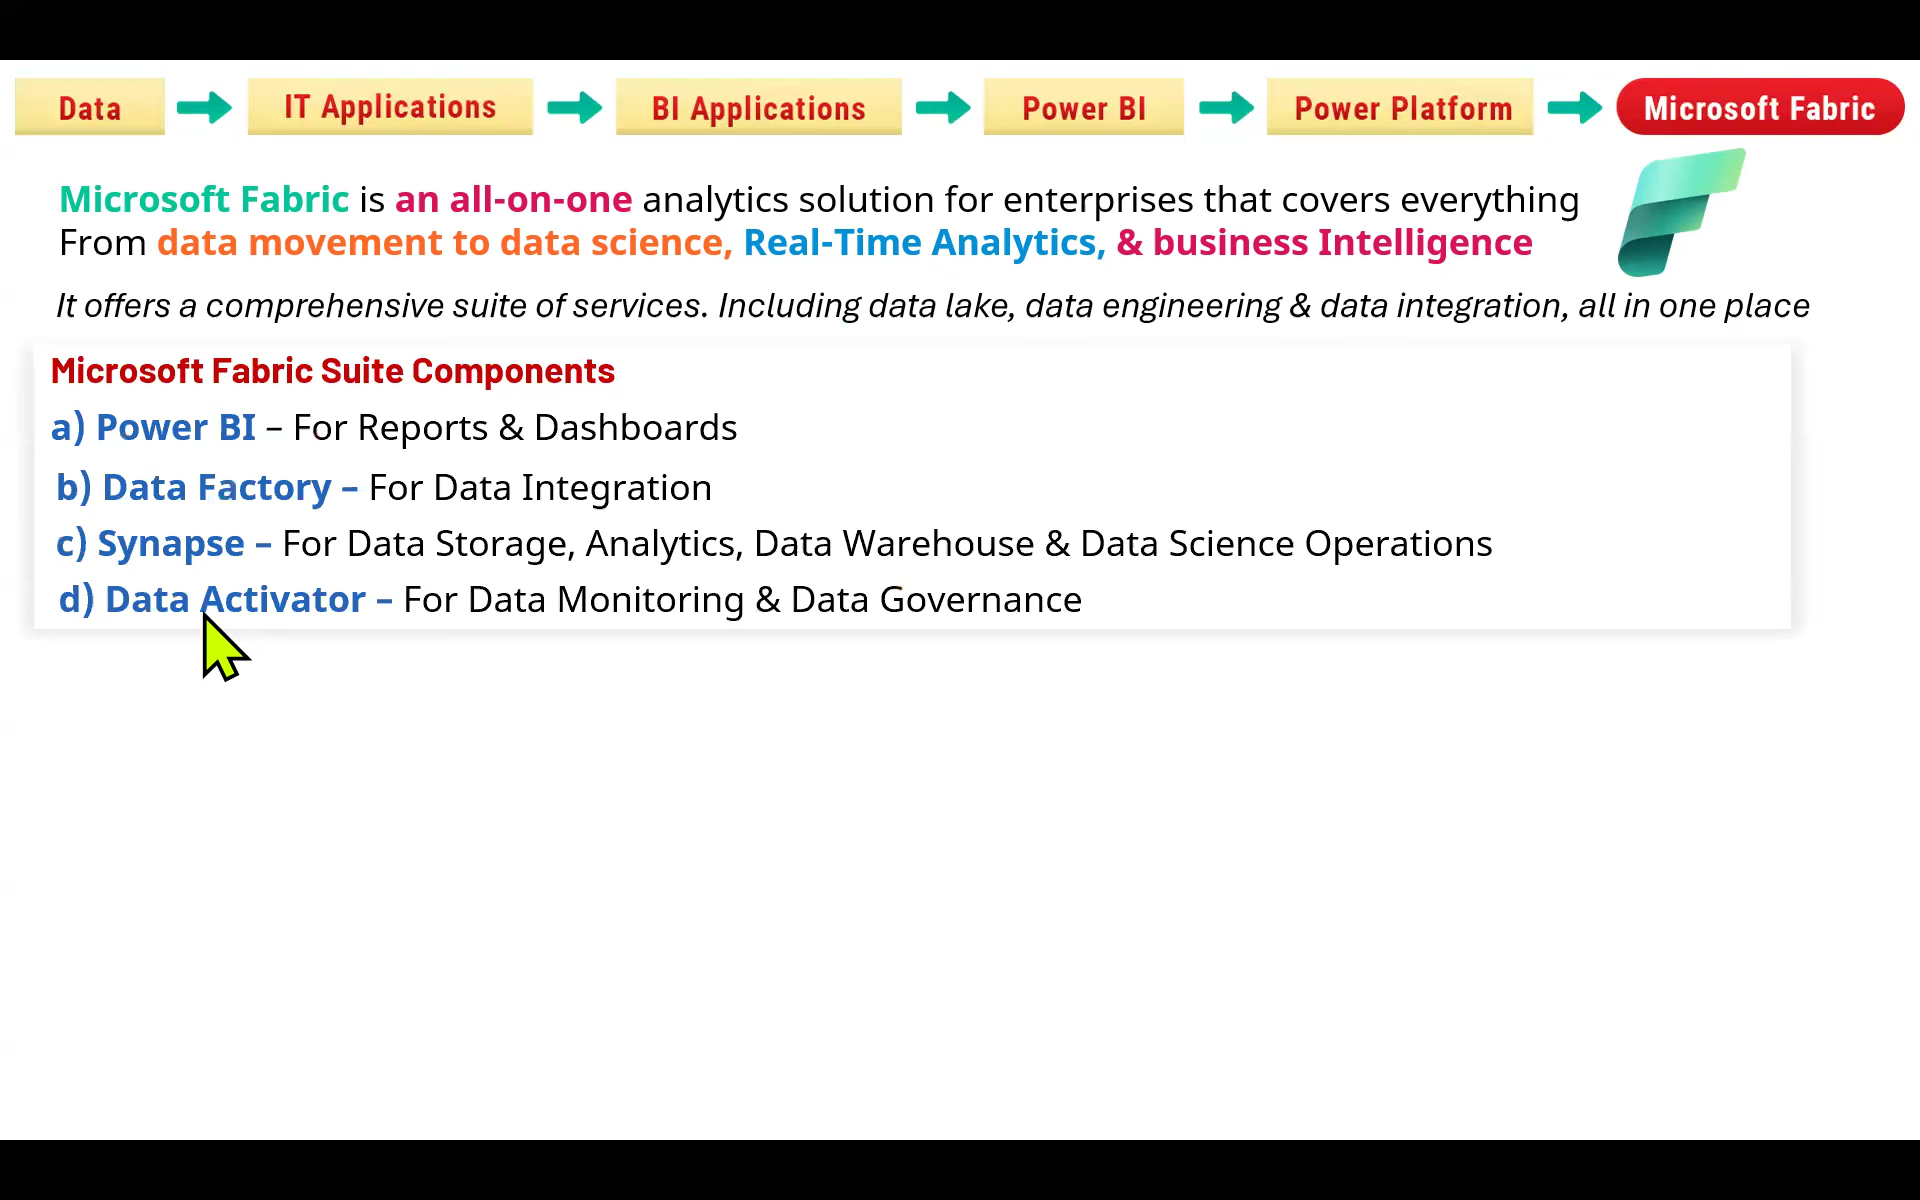 Data
IT Applications
BI Applications
Power BI
Power Platform
Microsoft Fabric
Microsoft Fabric is an all-on-one analytics solution for enterprises that covers everything
From data movement to data science, Real-Time Analytics, & business Intelligence
It offers a comprehensive suite of services. Including data lake, data engineering & data integration, all in one place
Microsoft Fabric Suite Components
a) Power BI – For Reports & Dashboards
b) Data Factory – For Data Integration
c) Synapse – For Data Storage, Analytics, Data Warehouse & Data Science Operations
d) Data Activator – For Data Monitoring & Data Governance